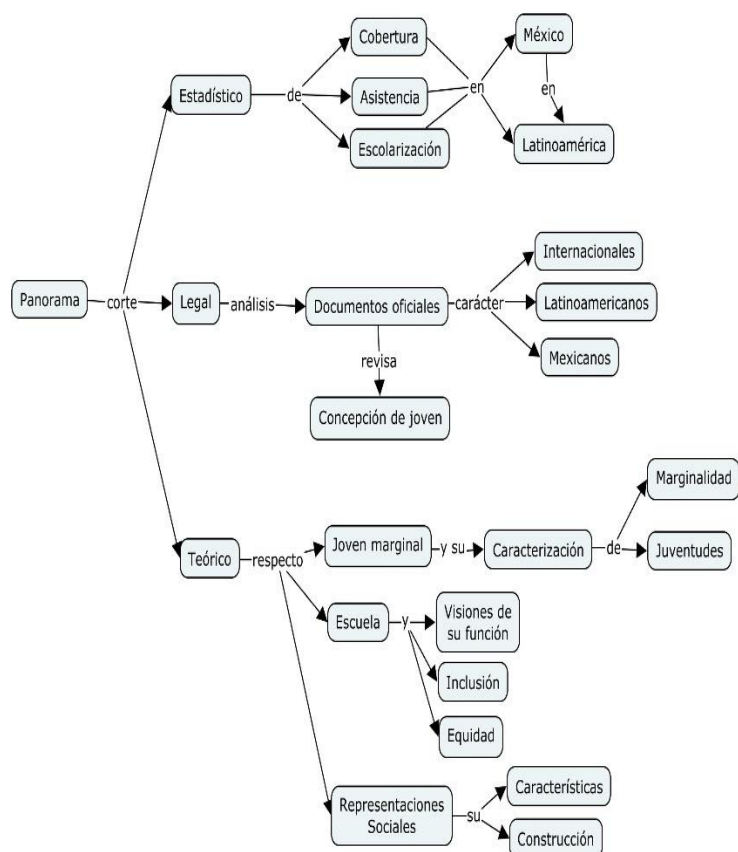 Panorama
corte
Estadístico
de
Cobertura
Asistencia
Escolarización
en
México
en
Latinoamérica
Legal
análisis
Documentos oficiales
carácter
Internacionales
Latinoamericanos
Mexicanos
revisa
Concepción de joven
Teórico
respecto
Joven marginal
y su
Caracterización
de
Marginalidad
Juventudes
Escuela
y
Visiones de
su función
Inclusión
Equidad
Representaciones
Sociales
su
Características
Construcción